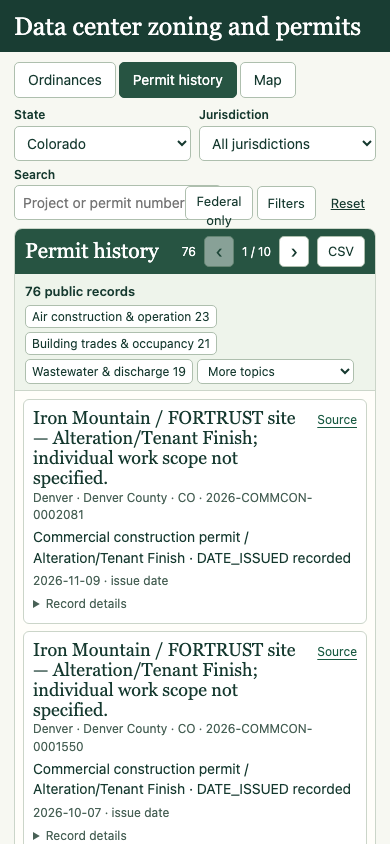 Data center zoning and permits
Ordinances
Permit history
Map
State
Jurisdiction
Colorado
All jurisdictions
Search
Project or permit number
Federal
only
Filters
Reset
Permit history
76
‹
1 / 10
›
CSV
76 public records
Air construction & operation 23
Building trades & occupancy 21
Wastewater & discharge 19
More topics
Iron Mountain / FORTRUST site
— Alteration/Tenant Finish;
individual work scope not
specified.
Source
Denver · Denver County · CO · 2026-COMMCON-
0002081
Commercial construction permit /
Alteration/Tenant Finish · DATE_ISSUED recorded
2026-11-09 · issue date
▶ Record details
Iron Mountain / FORTRUST site
— Alteration/Tenant Finish;
individual work scope not
specified.
Source
Denver · Denver County · CO · 2026-COMMCON-
0001550
Commercial construction permit /
Alteration/Tenant Finish · DATE_ISSUED recorded
2026-10-07 · issue date
▶ Record details